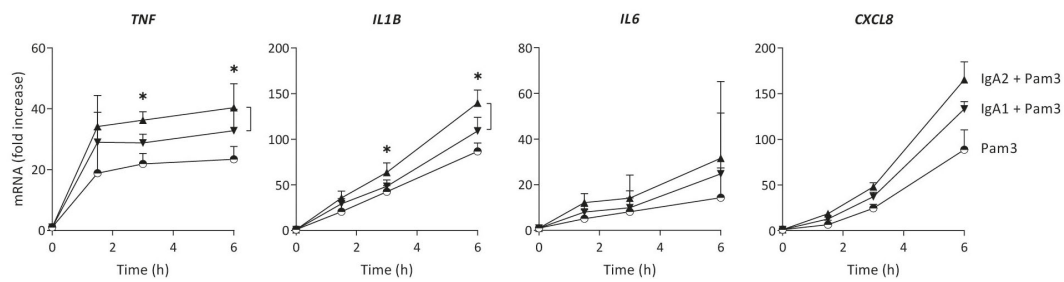 TNF
IL1B
IL6
CXCL8
mRNA (fold increase)
60
40
20
0
0 2 4 6
Time (h)
*
*
200
150
100
50
0
0 2 4 6
Time (h)
*
*
80
60
40
20
0
0 2 4 6
Time (h)
200
150
100
50
0
0 2 4 6
Time (h)
IgA2 + Pam3
IgA1 + Pam3
Pam3